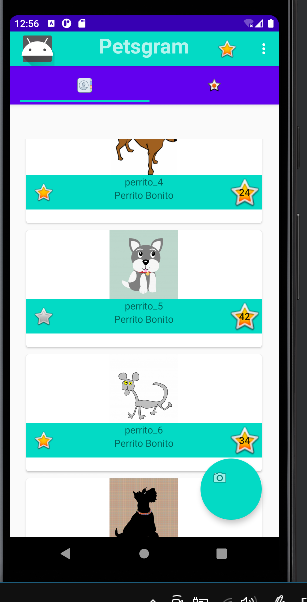 12:56
Petsgram
perrito_4
Perrito Bonito
24
perrito_5
Perrito Bonito
42
perrito_6
Perrito Bonito
34